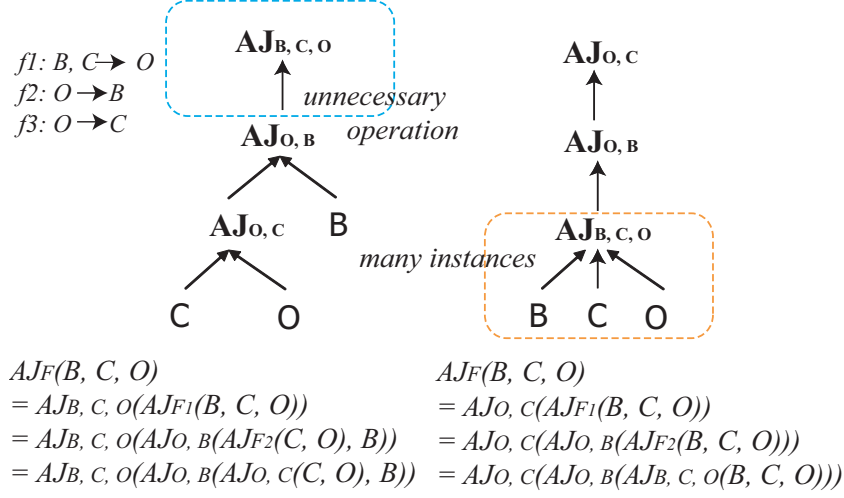 f1: B, C → O
f2: O → B
f3: O → C
AJB, C, O
unnecessary
operation
AJO, B
AJO, C
B
C
O
many instances
AJO, C
AJO, B
AJB, C, O
B
C
O
AJF(B, C, O)
= AJB, C, O(AJF1(B, C, O))
= AJB, C, O(AJO, B(AJF2(C, O), B))
= AJB, C, O(AJO, B(AJO, C(C, O), B))
AJF(B, C, O)
= AJO, C(AJF1(B, C, O))
= AJO, C(AJO, B(AJF2(B, C, O)))
= AJO, C(AJO, B(AJB, C, O(B, C, O)))